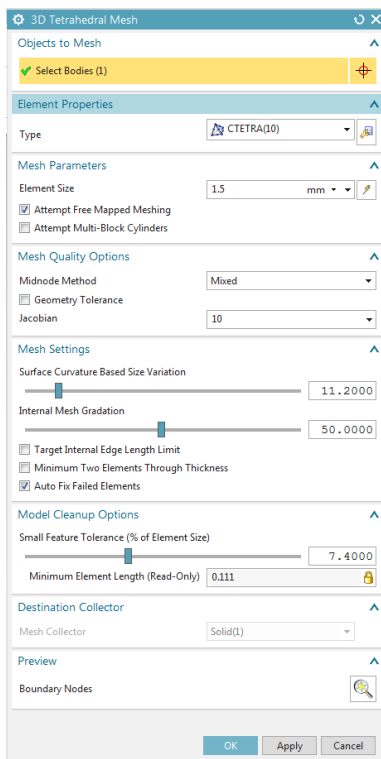 3D Tetrahedral Mesh
Objects to Mesh
Select Bodies (1)
Element Properties
Type
CTETRA(10)
Mesh Parameters
Element Size
1.5 mm
Attempt Free Mapped Meshing
Attempt Multi-Block Cylinders
Mesh Quality Options
Midnode Method
Mixed
Geometry Tolerance
Jacobian
10
Mesh Settings
Surface Curvature Based Size Variation
11.2000
Internal Mesh Gradation
50.0000
Target Internal Edge Length Limit
Minimum Two Elements Through Thickness
Auto Fix Failed Elements
Model Cleanup Options
Small Feature Tolerance (% of Element Size)
7.4000
Minimum Element Length (Read-Only)
0.111
Destination Collector
Mesh Collector
Solid(1)
Preview
Boundary Nodes
OK
Apply
Cancel